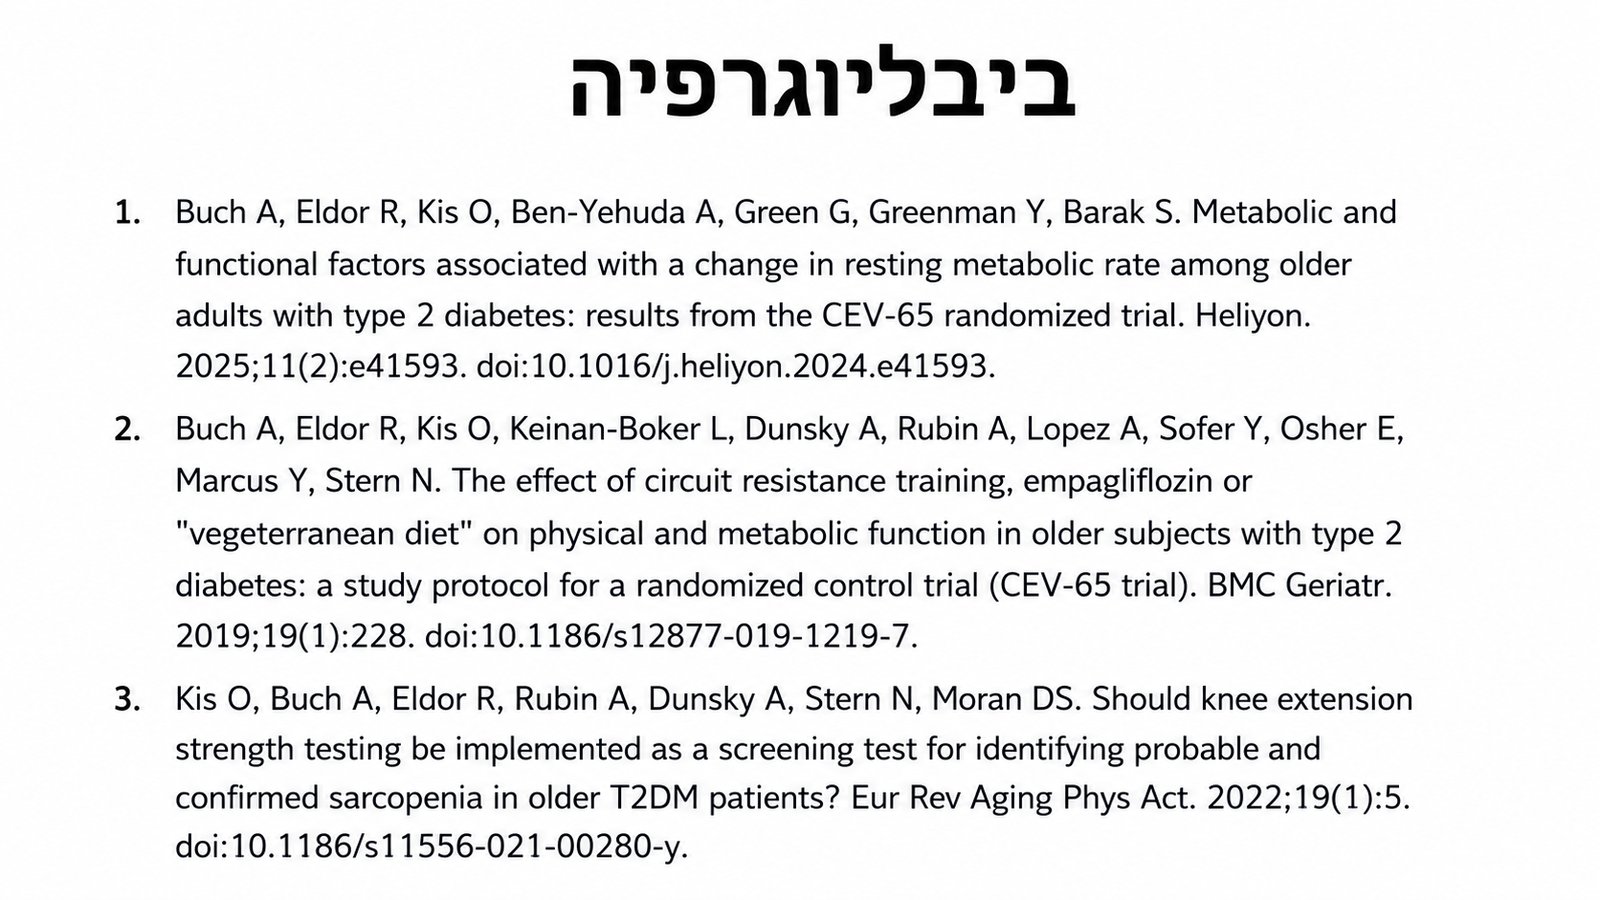 ביבליוגרפיה
1. Buch A, Eldor R, Kis O, Ben-Yehuda A, Green G, Greenman Y, Barak S. Metabolic and
functional factors associated with a change in resting metabolic rate among older
adults with type 2 diabetes: results from the CEV-65 randomized trial. Heliyon.
2025;11(2):e41593. doi:10.1016/j.heliyon.2024.e41593.
2. Buch A, Eldor R, Kis O, Keinan-Boker L, Dunsky A, Rubin A, Lopez A, Sofer Y, Osher E,
Marcus Y, Stern N. The effect of circuit resistance training, empagliflozin or
"vegeterranean diet" on physical and metabolic function in older subjects with type 2
diabetes: a study protocol for a randomized control trial (CEV-65 trial). BMC Geriatr.
2019;19(1):228. doi:10.1186/s12877-019-1219-7.
3. Kis O, Buch A, Eldor R, Rubin A, Dunsky A, Stern N, Moran DS. Should knee extension
strength testing be implemented as a screening test for identifying probable and
confirmed sarcopenia in older T2DM patients? Eur Rev Aging Phys Act. 2022;19(1):5.
doi:10.1186/s11556-021-00280-y.